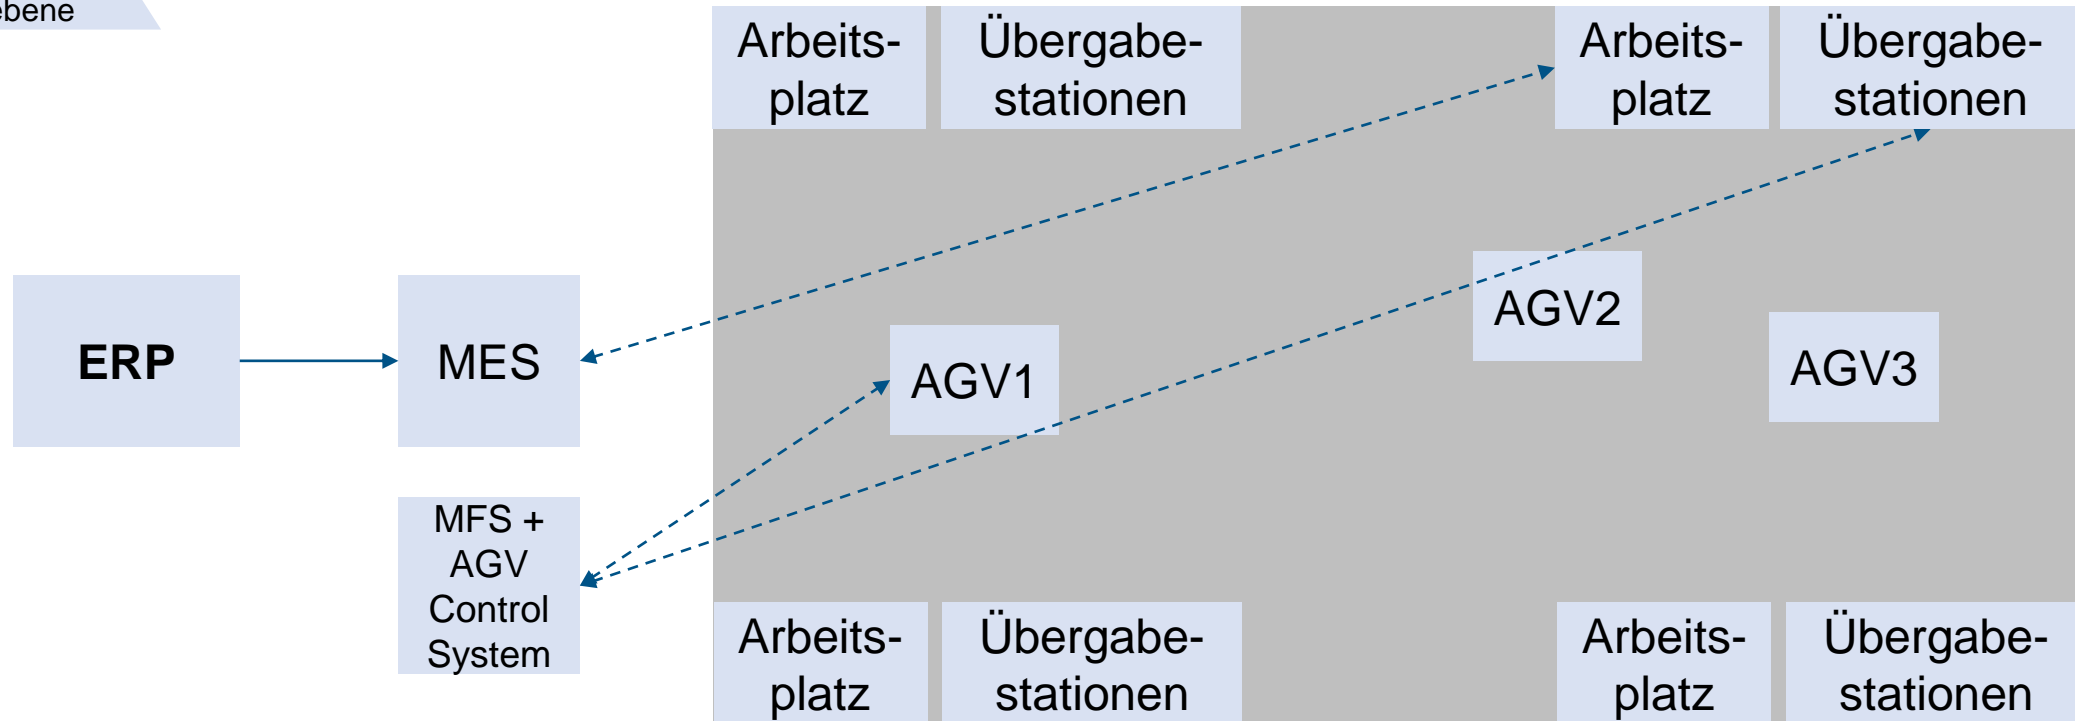 Arbeits-
platz
Übergabe-
stationen
Arbeits-
platz
Übergabe-
stationen
ERP
MES
AGV1
AGV2
AGV3
MFS +
AGV
Control
System
Arbeits-
platz
Übergabe-
stationen
Arbeits-
platz
Übergabe-
stationen